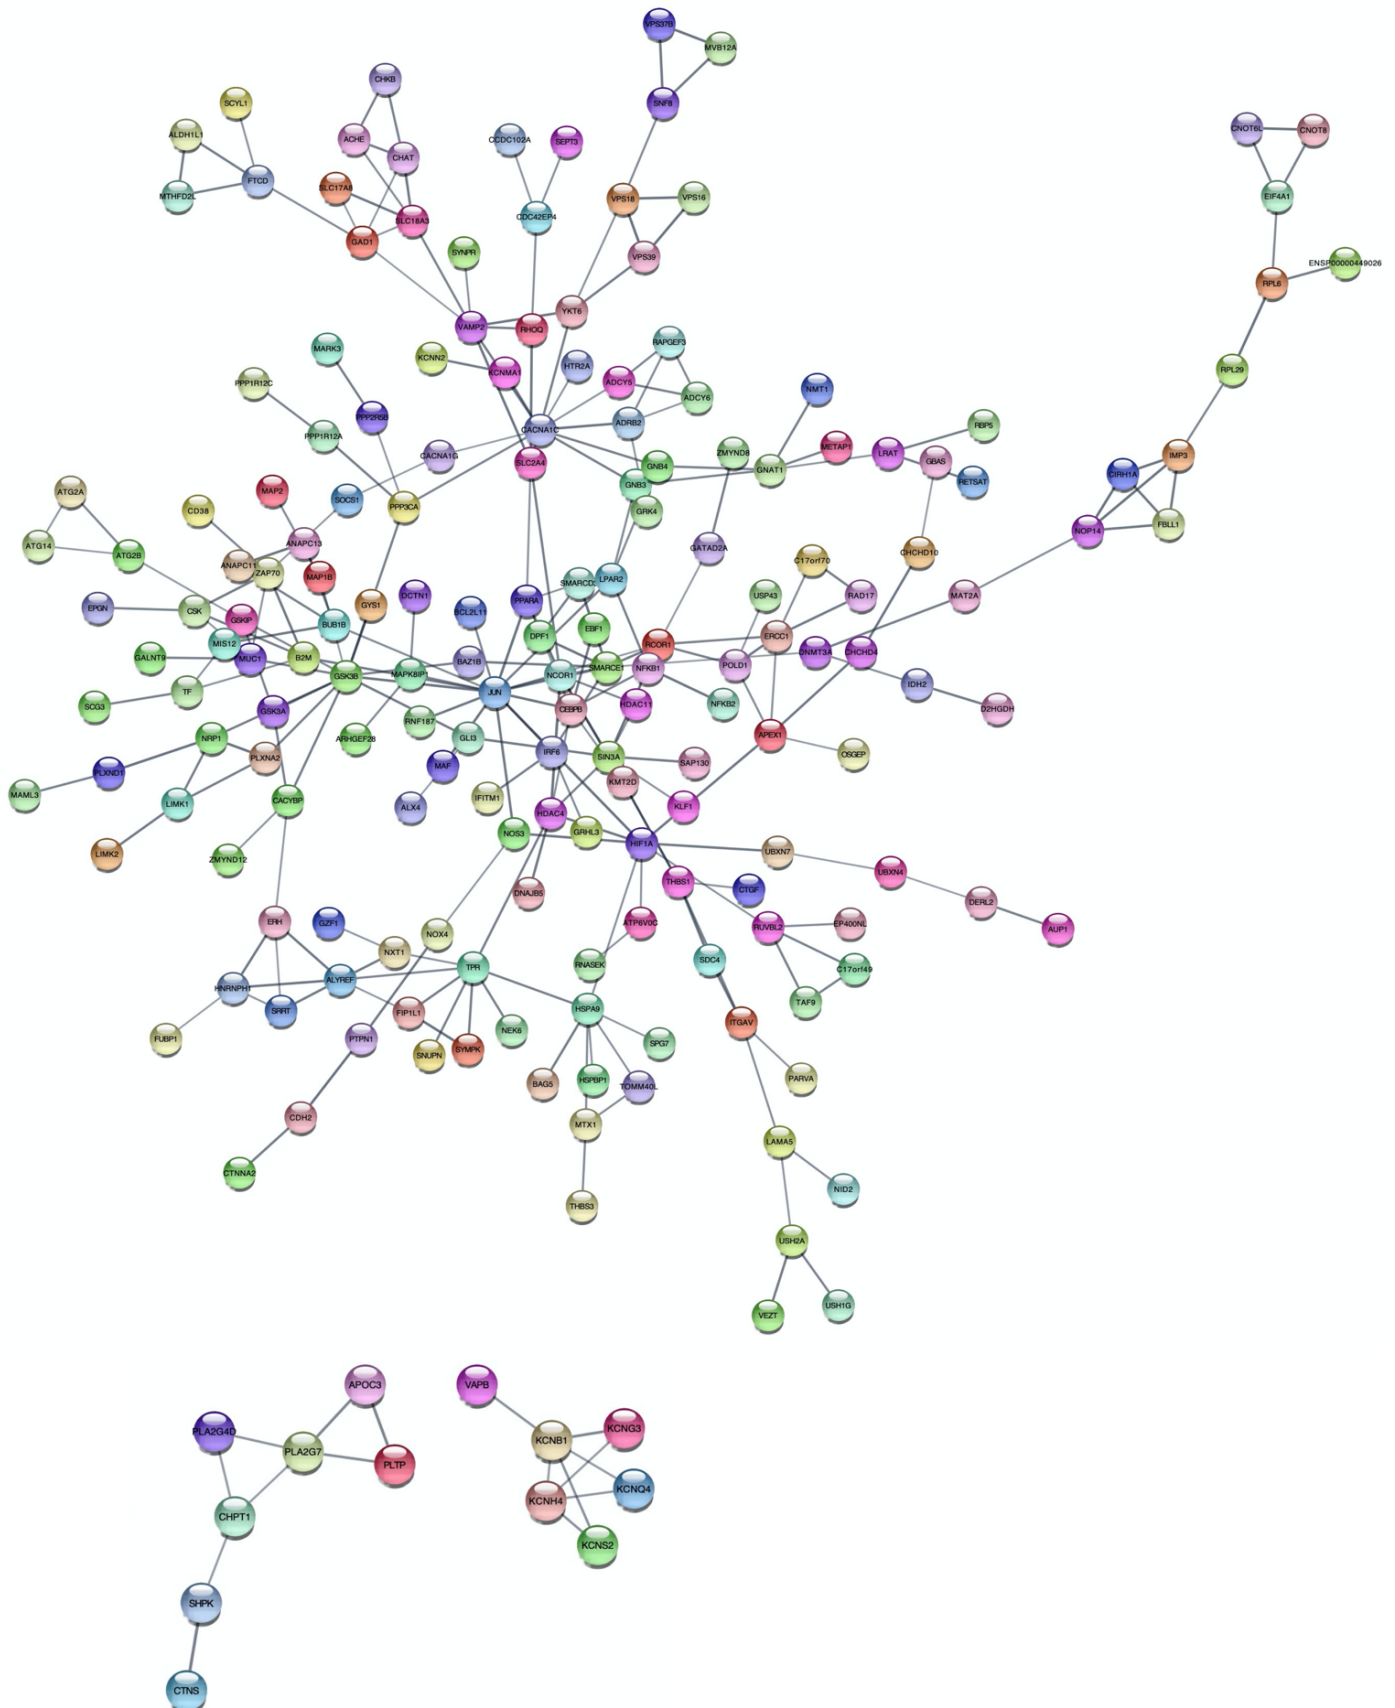 VPS37B
MVB12A
CHKB
SCYL1
SNF8
CNOT6L
CNOT8
ALDH1L1
ACHE
CCDC102A
SEPT3
CHAT
FTCD
SLC17A8
MTHFD2L
VPS18
VPS16
EIF4A1
SLC18A3
CDC42EP4
GAD1
SYNPR
VPS39
ENSP00000449026
RPL6
YKT6
VAMP2
RHOQ
MARK3
RAPGEF3
KCNN2
HTR2A
KCNMA1
RPL29
PPP1R12C
ADCY5
NMT1
ADCY6
PPP2R5B
ADRB2
RBP5
CACNA1C
PPP1R12A
METAP1
LRAT
ZMYND8
CACNA1G
IMP3
SLC2A4
GNB4
GBAS
GNAT1
CIRH1A
RETSAT
GNB3
ATG2A
MAP2
SOCS1
CD38
PPP3CA
GRK4
FBLL1
NOP14
ATG14
ANAPC13
GATAD2A
ATG2B
CHCHD10
C17orf70
ANAPC11
ZAP70
MAP1B
SMARCD3
LPAR2
DCTN1
USP43
RAD17
MAT2A
EPGN
CSK
GYS1
PPARA
BCL2L11
GSKIP
BUB1B
EBF1
DPF1
ERCC1
MIS12
RCOR1
DNMT3A
CHCHD4
GALNT9
MUC1
B2M
BAZ1B
POLD1
SMARCE1
NFKB1
GSK3B
MAPK8IP1
NCOR1
IDH2
TF
JUN
SCG3
NFKB2
HDAC11
D2HGDH
GSK3A
CEBPB
RNF187
NRP1
ARHGEF28
GLI3
APEX1
IRF6
OSGEP
PLXNA2
SIN3A
SAP130
MAF
PLXND1
KMT2D
MAML3
IFITM1
CACYBP
LIMK1
ALX4
KLF1
HDAC4
NOS3
GRHL3
HIF1A
LIMK2
UBXN7
ZMYND12
UBXN4
THBS1
CTGF
DNAJB5
DERL2
ERH
GZF1
ATP6V0C
EP400NL
RUVBL2
AUP1
NOX4
NXT1
SDC4
RNASEK
TPR
C17orf49
ALYREF
HNRNPH1
TAF9
HSPA9
SRRT
FIP1L1
ITGAV
NEK6
FUBP1
PTPN1
SPG7
SNUPN
SYMPK
PARVA
HSPBP1
BAG5
TOMM40L
CDH2
MTX1
LAMA5
CTNNA2
NID2
THBS3
USH2A
USH1G
VEZT
APOC3
VAPB
PLA2G4D
KCNG3
KCNB1
PLA2G7
PLTP
KCNQ4
KCNH4
CHPT1
KCNS2
SHPK
CTNS